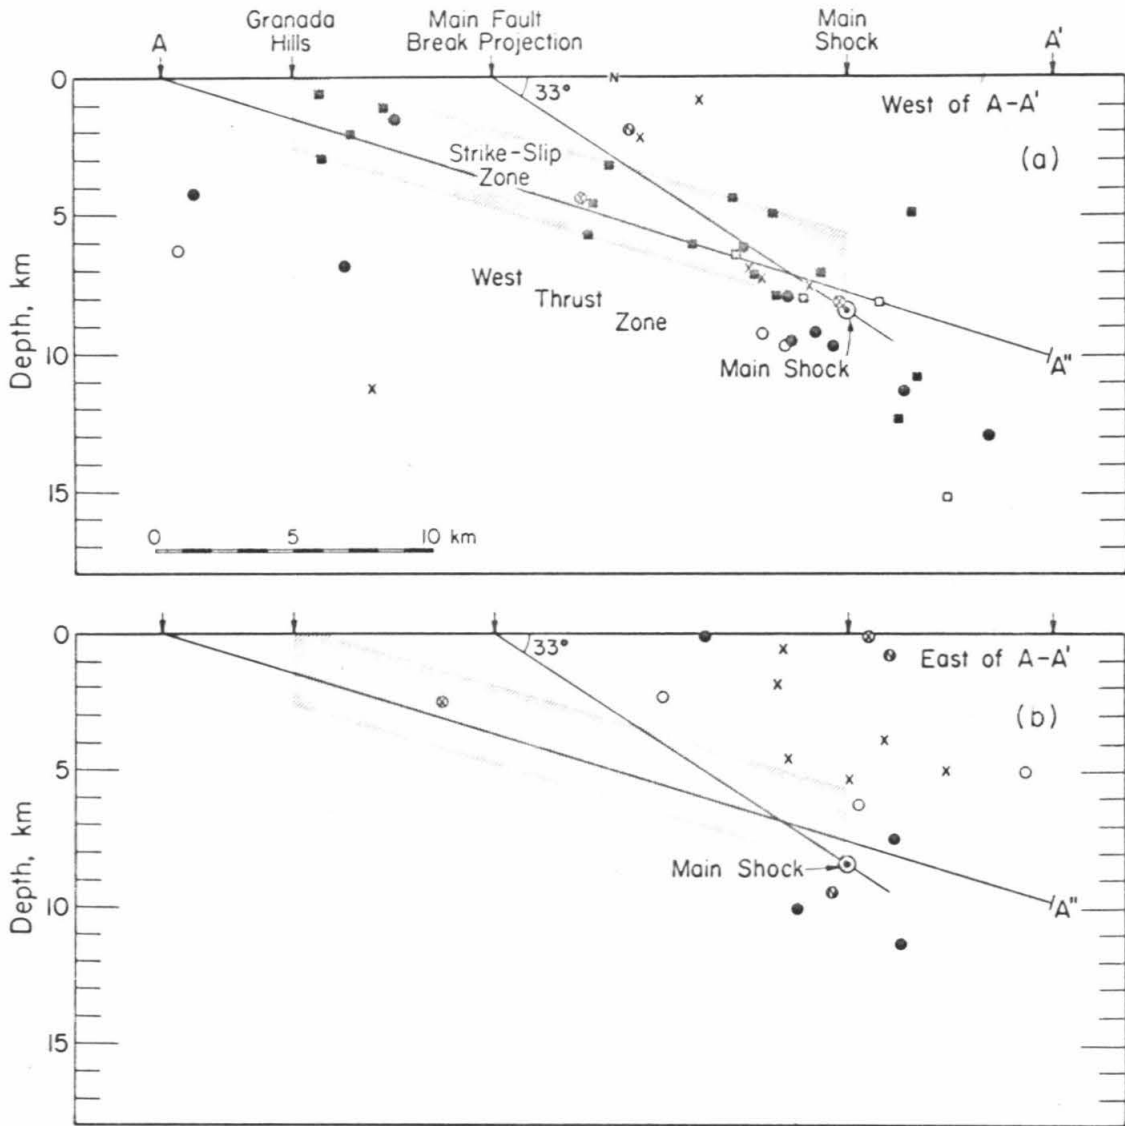 Granada
Hills
Main Fault
Break Projection
Main
Shock
A
A'
0
N
33°
West of A-A'
(a)
Strike-Slip
Zone
5
Depth, km
West
Thrust
Zone
10
Main Shock
A"
15
0 5 10 km
0
33°
East of A-A'
(b)
5
Depth, km
Main Shock
10
A"
15